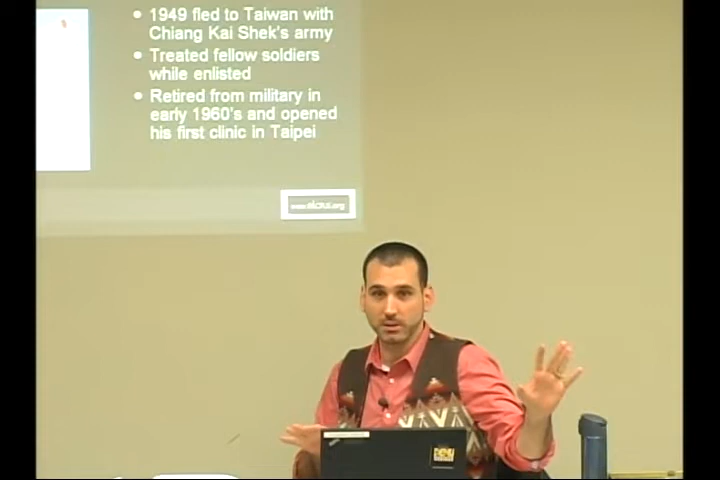 • 1949 fled to Taiwan with
Chiang Kai Shek's army
• Treated fellow soldiers
while enlisted
• Retired from military in
early 1960's and opened
his first clinic in Taipei